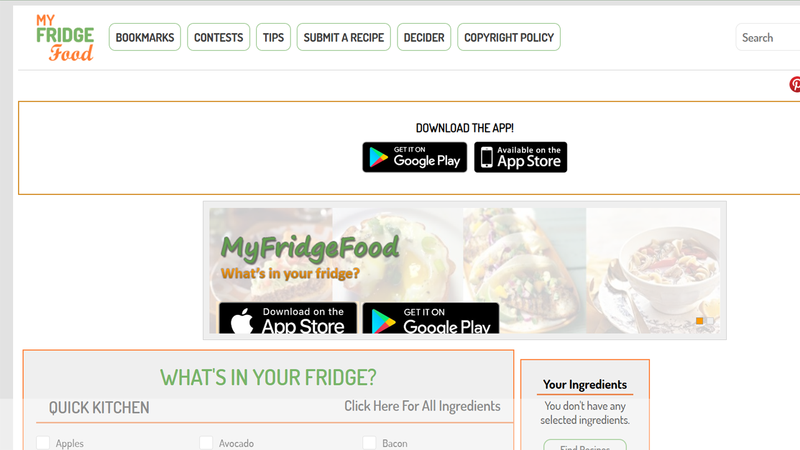 MY
FRIDGE
Food
BOOKMARKS
CONTESTS
TIPS
SUBMIT A RECIPE
DECIDER
COPYRIGHT POLICY
Search
DOWNLOAD THE APP!
GET IT ON
Google Play
Available on the
App Store
MyFridgeFood
What's in your fridge?
Download on the
App Store
GET IT ON
Google Play
WHAT'S IN YOUR FRIDGE?
QUICK KITCHEN
Click Here For All Ingredients
Apples
Avocado
Bacon
Your Ingredients
You don't have any
selected ingredients.
Find Recipes